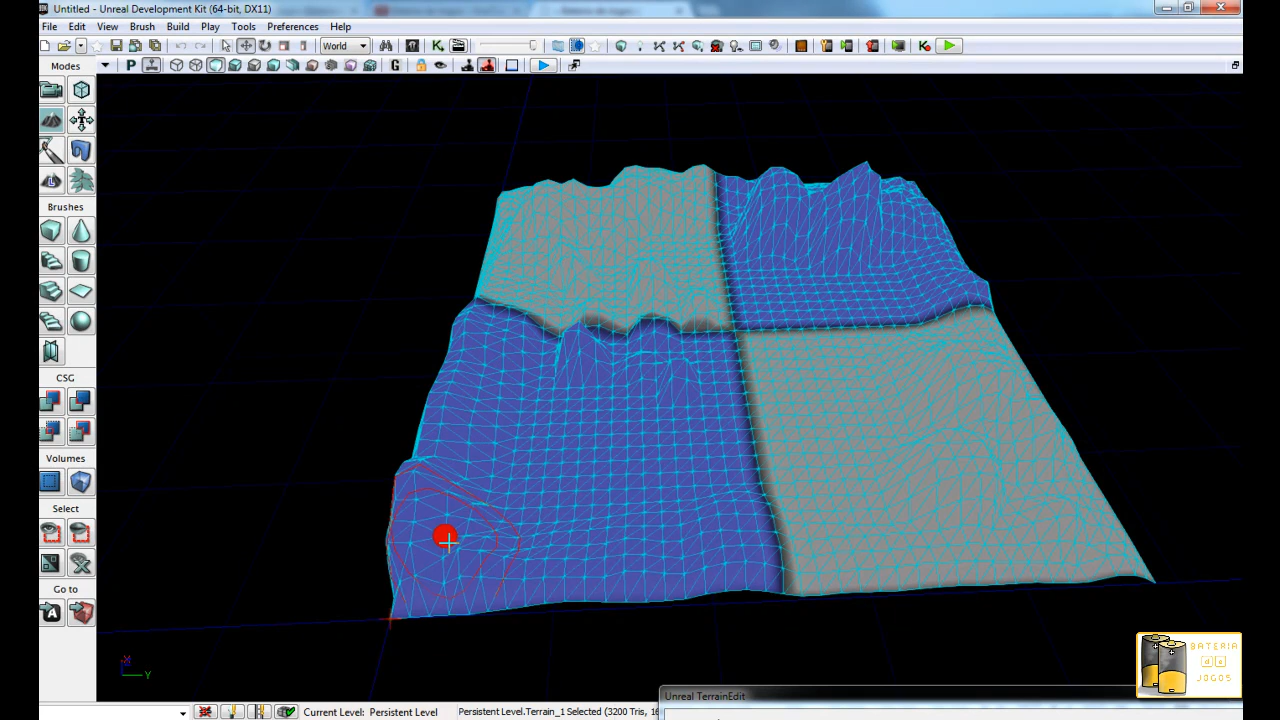 Untitled - Unreal Development Kit (64-bit, DX11)
File Edit View Brush Build Play Tools Preferences Help
World
Modes
P
G
Brushes
CSG
Volumes
Select
Go to
X
Y
BATERIA
de
JOGOS
Unreal TerrainEdit
Current Level: Persistent Level
Persistent Level.Terrain_1 Selected (3200 Tris, 16